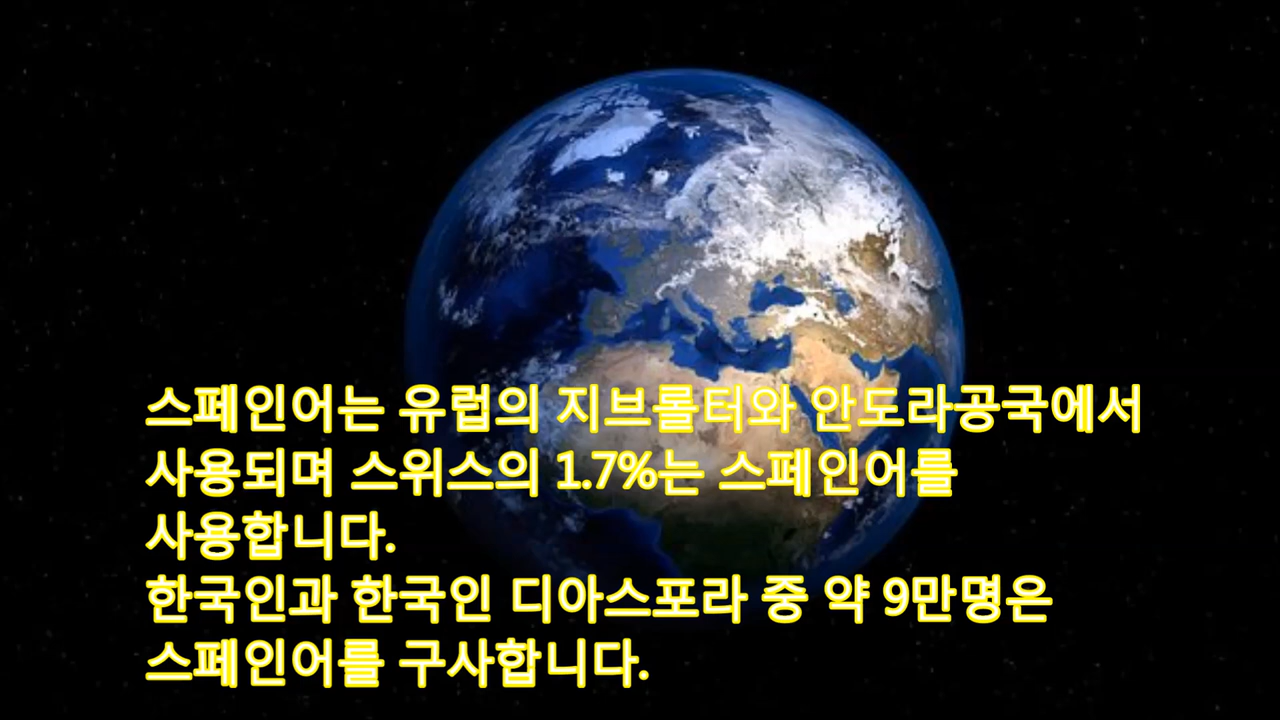 스페인어는 유럽의 지브롤터와 안도라공국에서
사용되며 스위스의 1.7%는 스페인어를
사용합니다.
한국인과 한국인 디아스포라 중 약 9만명은
스페인어를 구사합니다.